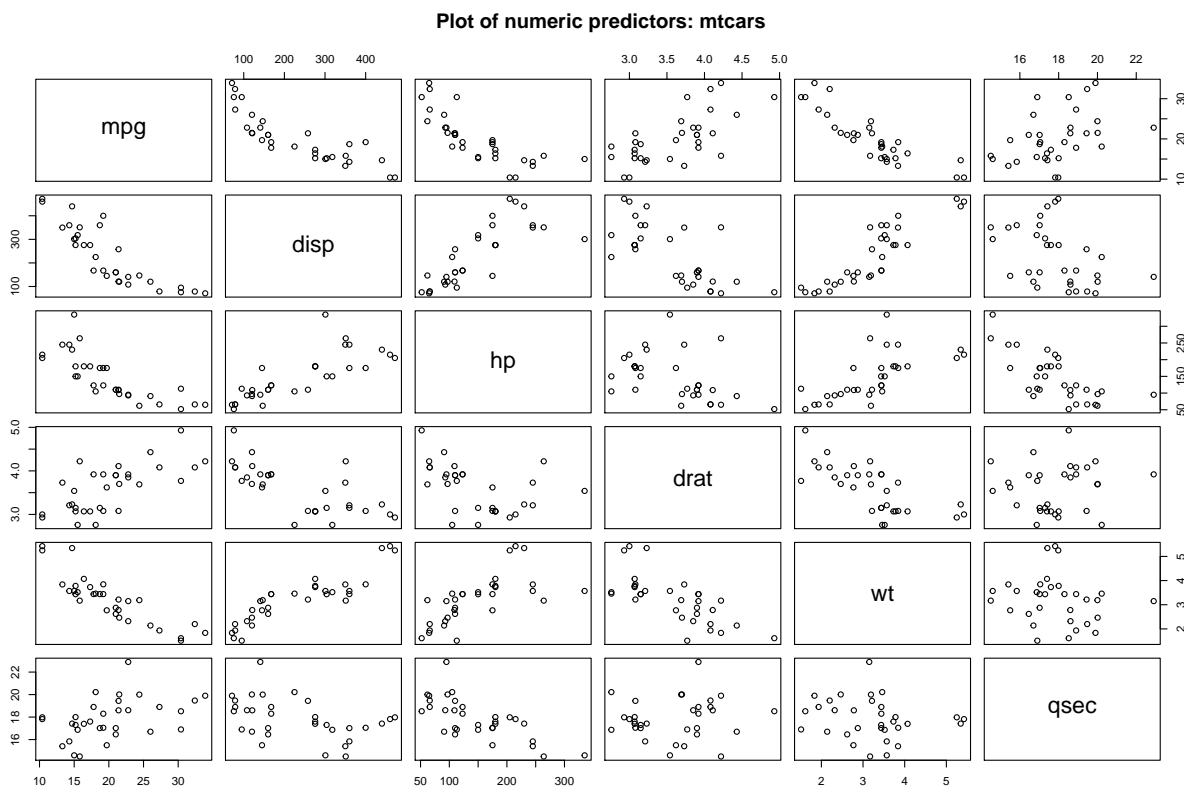 Plot of numeric predictors: mtcars
100 200 300 400
3.0 3.5 4.0 4.5 5.0
16 18 20 22
mpg
10 20 30
disp
100 300
hp
50 150 250
drat
3.0 4.0 5.0
wt
2 3 4 5
qsec
16 18 20 22
10 15 20 25 30
50 100 200 300
2 3 4 5